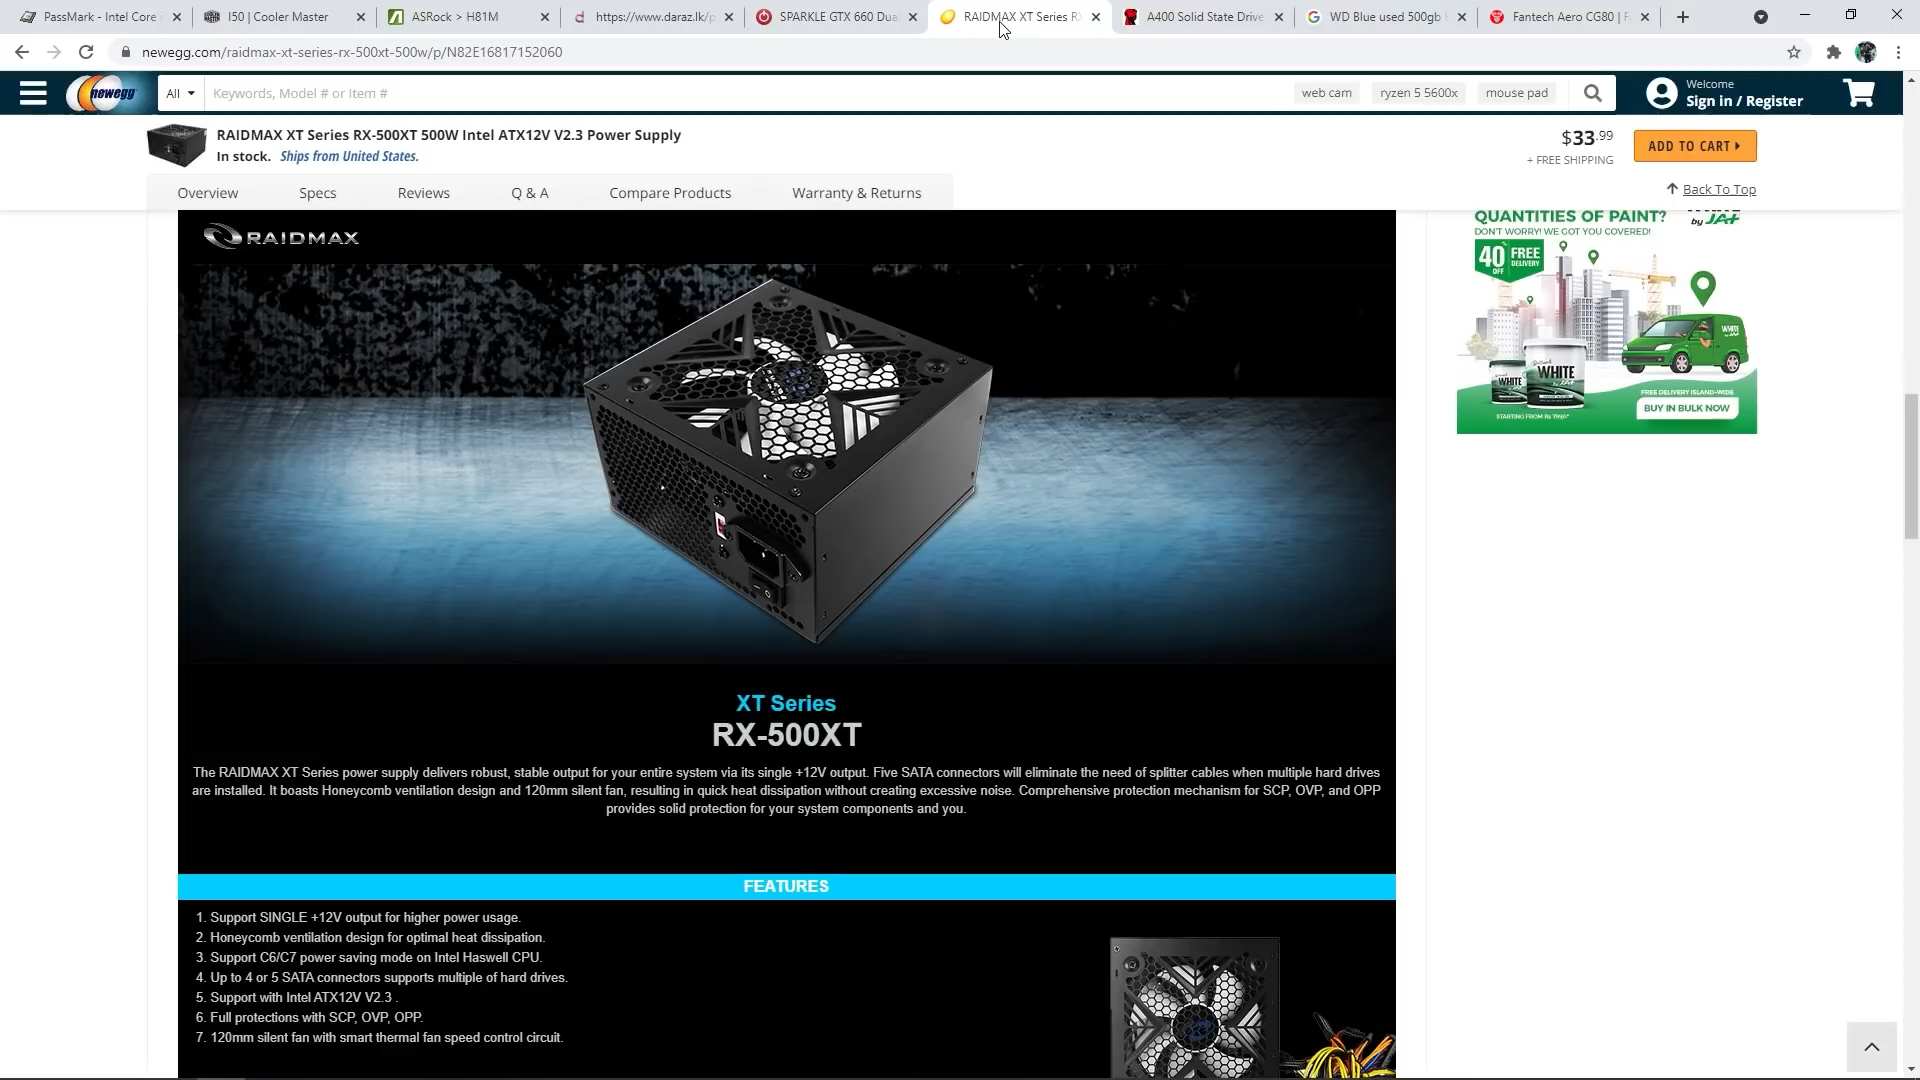 PassMark - Intel Core
I50 | Cooler Master
ASRock > H81M
https://www.daraz.lk/p
SPARKLE GTX 660 Dua
RAIDMAX XT Series R
A400 Solid State Drive
WD Blue used 500gb
Fantech Aero CG80 | F
newegg.com/raidmax-xt-series-rx-500xt-500w/p/N82E16817152060
newegg
All
Keywords, Model # or Item #
web cam
ryzen 5 5600x
mouse pad
Welcome
Sign in / Register
RAIDMAX XT Series RX-500XT 500W Intel ATX12V V2.3 Power Supply
In stock. Ships from United States.
$33.99
+ FREE SHIPPING
ADD TO CART
Overview
Specs
Reviews
Q & A
Compare Products
Warranty & Returns
Back To Top
RAIDMAX
QUANTITIES OF PAINT?
by JAT
DON'T WORRY! WE GOT YOU COVERED!
40% OFF
FREE DELIVERY
WHITE
WHITE
WHITE
FREE DELIVERY ISLAND-WIDE
BUY IN BULK NOW
XT Series
RX-500XT
The RAIDMAX XT Series power supply delivers robust, stable output for your entire system via its single +12V output. Five SATA connectors will eliminate the need of splitter cables when multiple hard drives
are installed. It boasts Honeycomb ventilation design and 120mm silent fan, resulting in quick heat dissipation without creating excessive noise. Comprehensive protection mechanism for SCP, OVP, and OPP
provides solid protection for your system components and you.
FEATURES
1. Support SINGLE +12V output for higher power usage.
2. Honeycomb ventilation design for optimal heat dissipation.
3. Support C6/C7 power saving mode on Intel Haswell CPU.
4. Up to 4 or 5 SATA connectors supports multiple of hard drives.
5. Support with Intel ATX12V V2.3 .
6. Full protections with SCP, OVP, OPP.
7. 120mm silent fan with smart thermal fan speed control circuit.